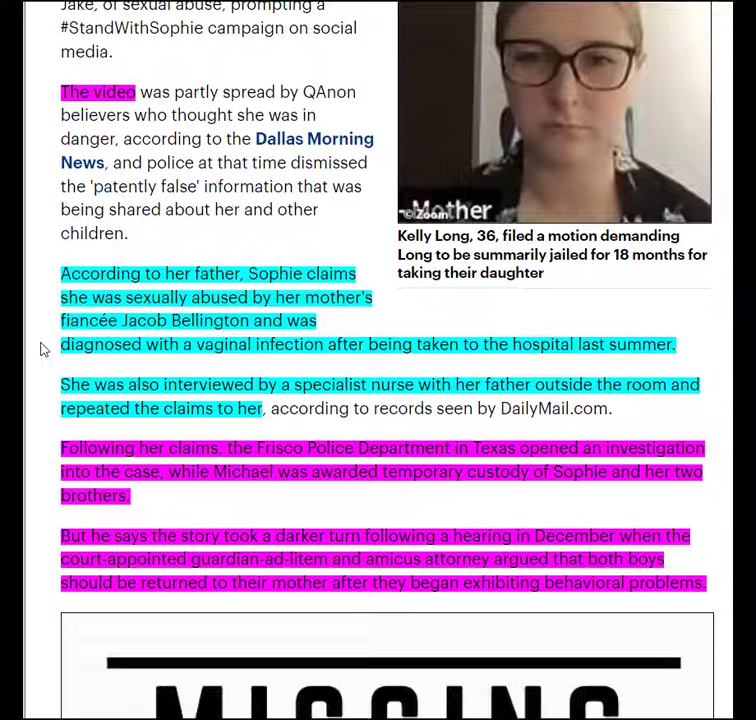 Jake, of sexual abuse, prompting a
#StandWithSophie campaign on social
media.
The video was partly spread by QAnon
believers who thought she was in
danger, according to the Dallas Morning
News, and police at that time dismissed
the 'patently false' information that was
being shared about her and other
children.
Mother
© Zoom
Kelly Long, 36, filed a motion demanding
Long to be summarily jailed for 18 months for
taking their daughter
According to her father, Sophie claims
she was sexually abused by her mother's
fiancée Jacob Bellington and was
diagnosed with a vaginal infection after being taken to the hospital last summer.
She was also interviewed by a specialist nurse with her father outside the room and
repeated the claims to her, according to records seen by DailyMail.com.
Following her claims, the Frisco Police Department in Texas opened an investigation
into the case, while Michael was awarded temporary custody of Sophie and her two
brothers.
But he says the story took a darker turn following a hearing in December when the
court-appointed guardian-ad-litem and amicus attorney argued that both boys
should be returned to their mother after they began exhibiting behavioral problems.
MISSING